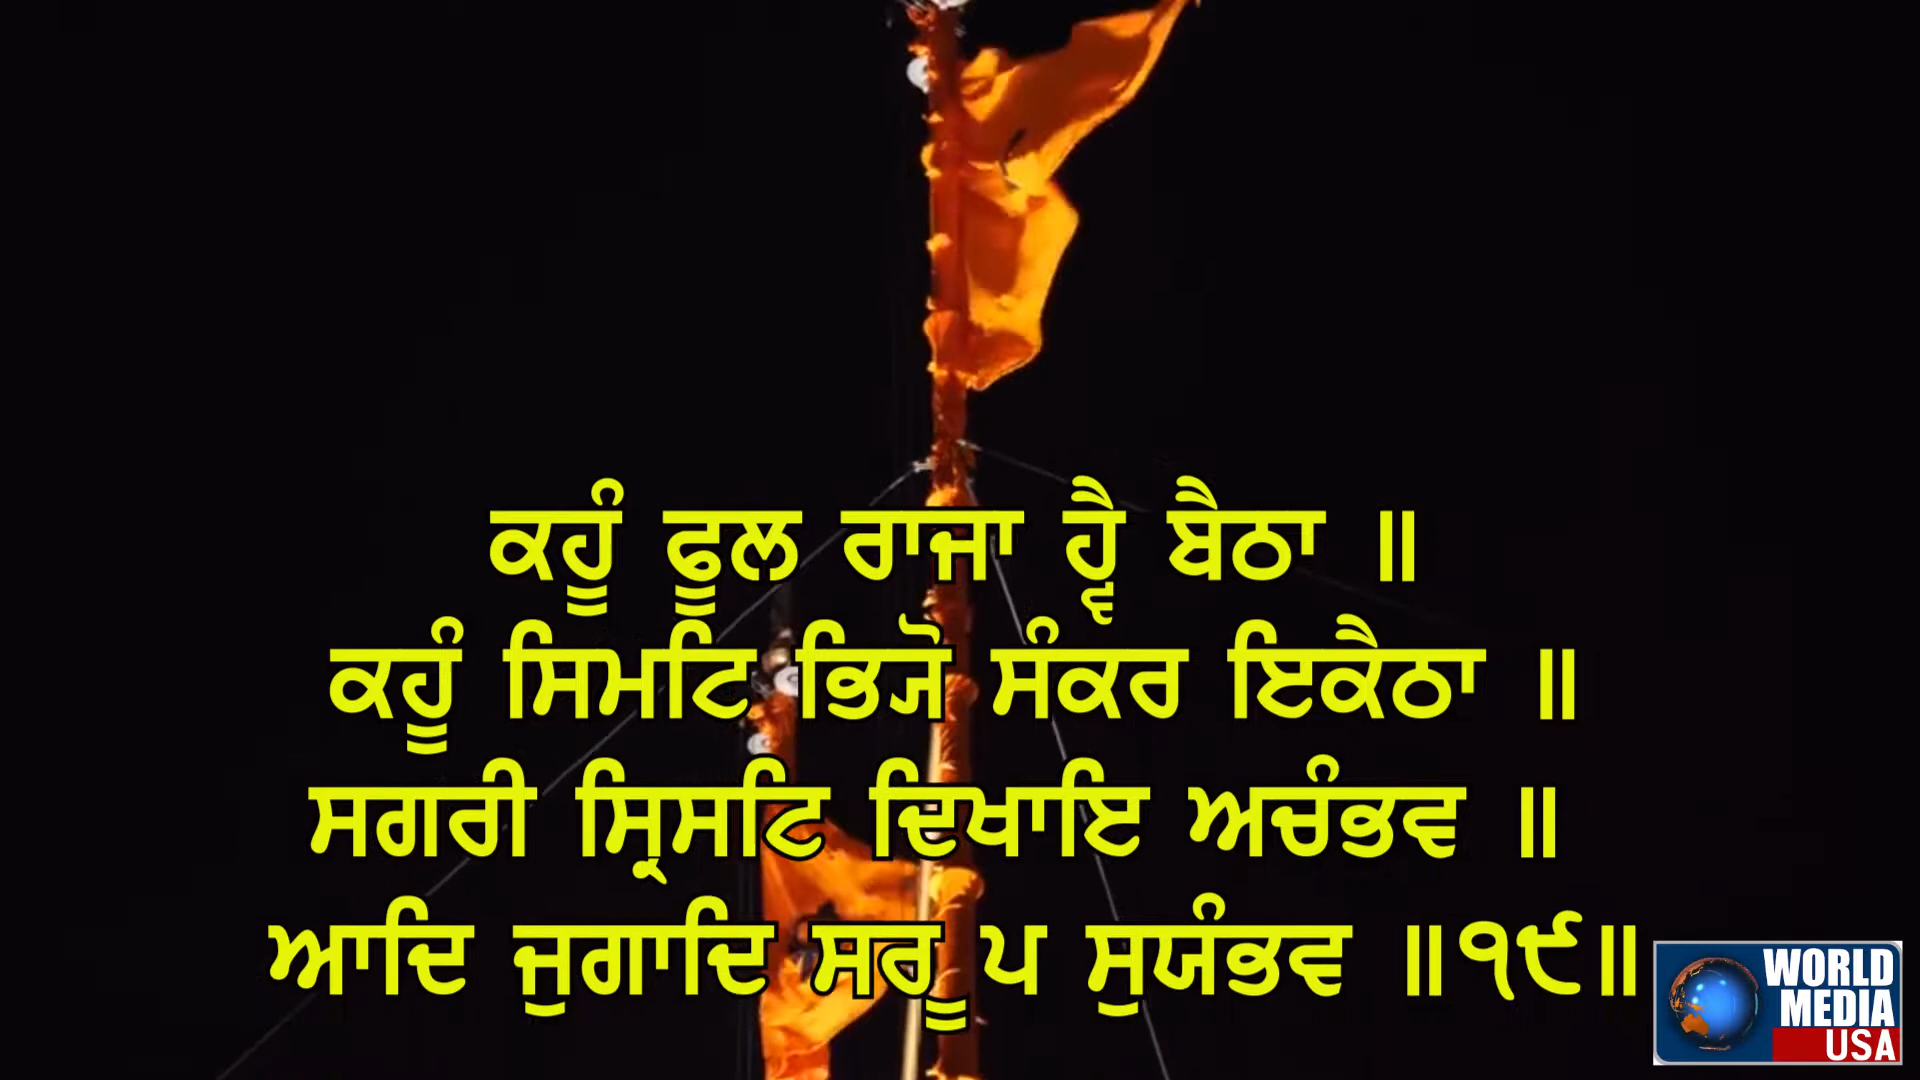 ਕਹੂੰ ਫੂਲ ਰਾਜਾ ਹ੍ਵੈ ਬੈਠਾ ॥
ਕਹੂੰ ਸਿਮਟਿ ਭਿਯੋ ਸੰਕਰ ਇਕੈਠਾ ॥
ਸਗਰੀ ਸ੍ਰਿਸਟਿ ਦਿਖਾਇ ਅਚੰਭਵ ॥
ਆਦਿ ਜੁਗਾਦਿ ਸਰੂਪ ਸੁਯੰਭਵ ॥੧੯॥
WORLD
MEDIA
USA